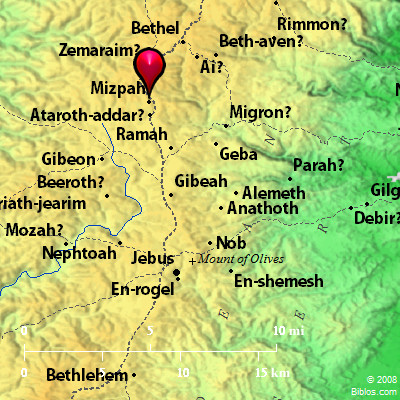 Rimmon?
Bethel
Beth-aven?
Zemaraim?
Ai?
Mizpah
Ataroth-addar?
Migron?
Ramah
Geba
Gibeon
Parah?
Beeroth?
Gibeah
Alemeth
Gilg
riath-jearim
Anathoth
Debir?
Mozah?
Nob
Nephtoah
Jebus
Mount of Olives
En-shemesh
En-rogel
E
R
N
E
0 5 10 mi
0 5 10 15 km
Bethlehem
© 2008
Biblos.com